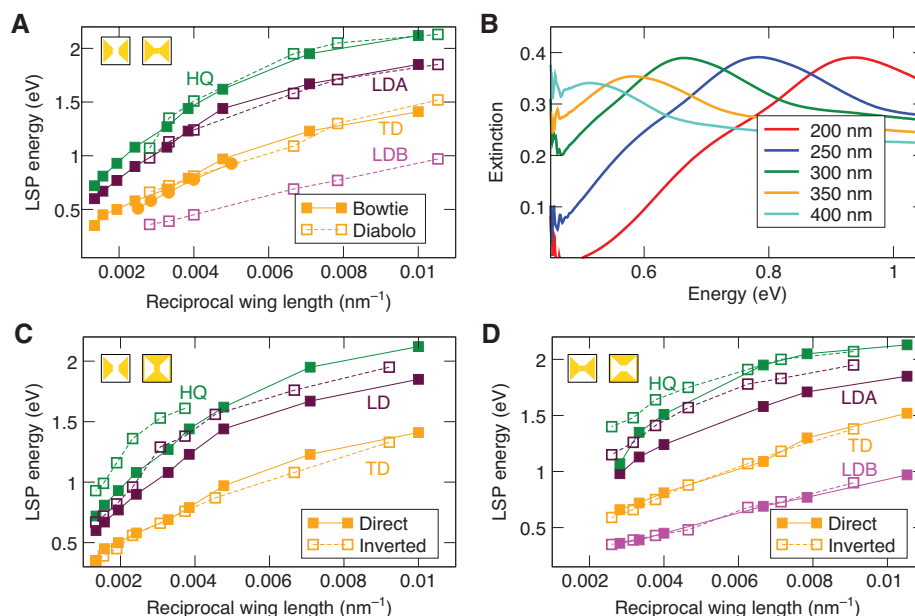 A
2
1.5
1
0.5
LSP energy (eV)
HQ
LDA
TD
LDB
Bowtie
Diabolo
0.002 0.004 0.006 0.008 0.01
Reciprocal wing length (nm⁻¹)
B
0.4
0.3
0.2
0.1
Extinction
200 nm
250 nm
300 nm
350 nm
400 nm
0.6 0.8 1
Energy (eV)
C
2
1.5
1
0.5
LSP energy (eV)
HQ
LD
TD
Direct
Inverted
0.002 0.004 0.006 0.008 0.01
Reciprocal wing length (nm⁻¹)
D
2
1.5
1
0.5
LSP energy (eV)
HQ
LDA
TD
LDB
Direct
Inverted
0.002 0.004 0.006 0.008 0.01
Reciprocal wing length (nm⁻¹)